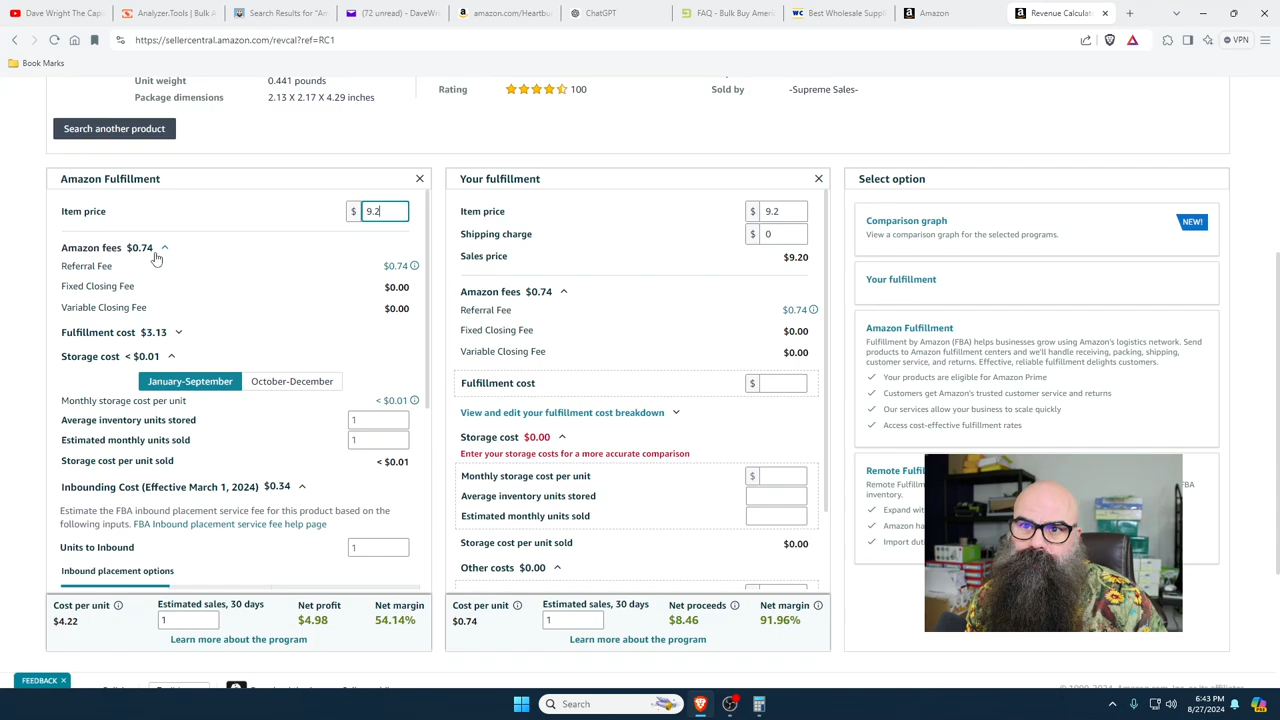 Dave Wright The Cap
Analyzer.Tools | Bulk A
Search Results for "An
(72 unread) - DaveWr
amazon.com/Heartbu
ChatGPT
FAQ – Bulk Buy Americ
Best Wholesale Suppli
Amazon
Revenue Calculat
https://sellercentral.amazon.com/revcal?ref=RC1
VPN
Book Marks
Unit weight 0.441 pounds
Package dimensions 2.13 X 2.17 X 4.29 inches
Rating 100
Sold by -Supreme Sales-
Search another product
Amazon Fulfillment
Item price $ 9.2
Amazon fees $0.74
Referral Fee $0.74
Fixed Closing Fee $0.00
Variable Closing Fee $0.00
Fulfillment cost $3.13
Storage cost < $0.01
January-September October-December
Monthly storage cost per unit < $0.01
Average inventory units stored 1
Estimated monthly units sold 1
Storage cost per unit sold < $0.01
Inbounding Cost (Effective March 1, 2024) $0.34
Estimate the FBA inbound placement service fee for this product based on the
following inputs. FBA Inbound placement service fee help page
Units to Inbound 1
Inbound placement options
Cost per unit Estimated sales, 30 days Net profit Net margin
$4.22 1 $4.98 54.14%
Learn more about the program
Your fulfillment
Item price $ 9.2
Shipping charge $ 0
Sales price $9.20
Amazon fees $0.74
Referral Fee $0.74
Fixed Closing Fee $0.00
Variable Closing Fee $0.00
Fulfillment cost $
View and edit your fulfillment cost breakdown
Storage cost $0.00
Enter your storage costs for a more accurate comparison
Monthly storage cost per unit $
Average inventory units stored
Estimated monthly units sold
Storage cost per unit sold $0.00
Other costs $0.00
Cost per unit Estimated sales, 30 days Net proceeds Net margin
$0.74 1 $8.46 91.96%
Learn more about the program
Select option
Comparison graph NEW!
View a comparison graph for the selected programs.
Your fulfillment
Amazon Fulfillment
Fulfillment by Amazon (FBA) helps businesses grow using Amazon's logistics network. Send
products to Amazon fulfillment centers and we'll handle receiving, packing, shipping,
customer service, and returns. Effective, reliable fulfillment delights customers.
Your products are eligible for Amazon Prime
Customers get Amazon's trusted customer service and returns
Our services allow your business to scale quickly
Access cost-effective fulfillment rates
Remote Fulfi
Remote Fulfillm
BA
inventory.
Expand wit
Amazon ha
Import dut
FEEDBACK
Search
6:43 PM
8/27/2024